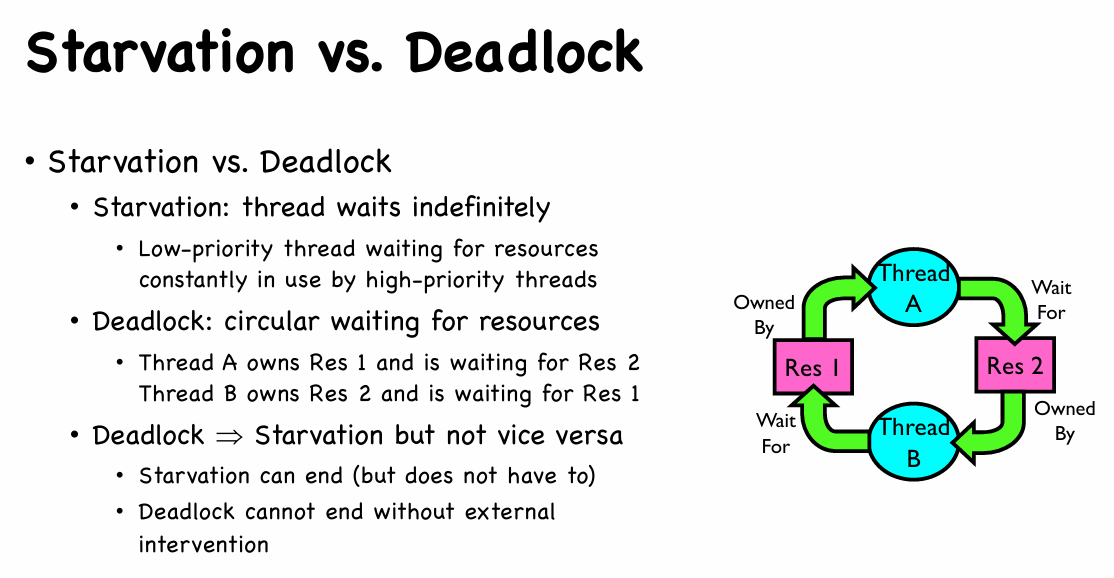 Starvation vs. Deadlock
• Starvation vs. Deadlock
• Starvation: thread waits indefinitely
• Low-priority thread waiting for resources
constantly in use by high-priority threads
• Deadlock: circular waiting for resources
• Thread A owns Res 1 and is waiting for Res 2
Thread B owns Res 2 and is waiting for Res 1
• Deadlock ⇒ Starvation but not vice versa
• Starvation can end (but does not have to)
• Deadlock cannot end without external
intervention
Thread
A
Wait
For
Owned
By
Res 1
Res 2
Owned
By
Wait
For
Thread
B